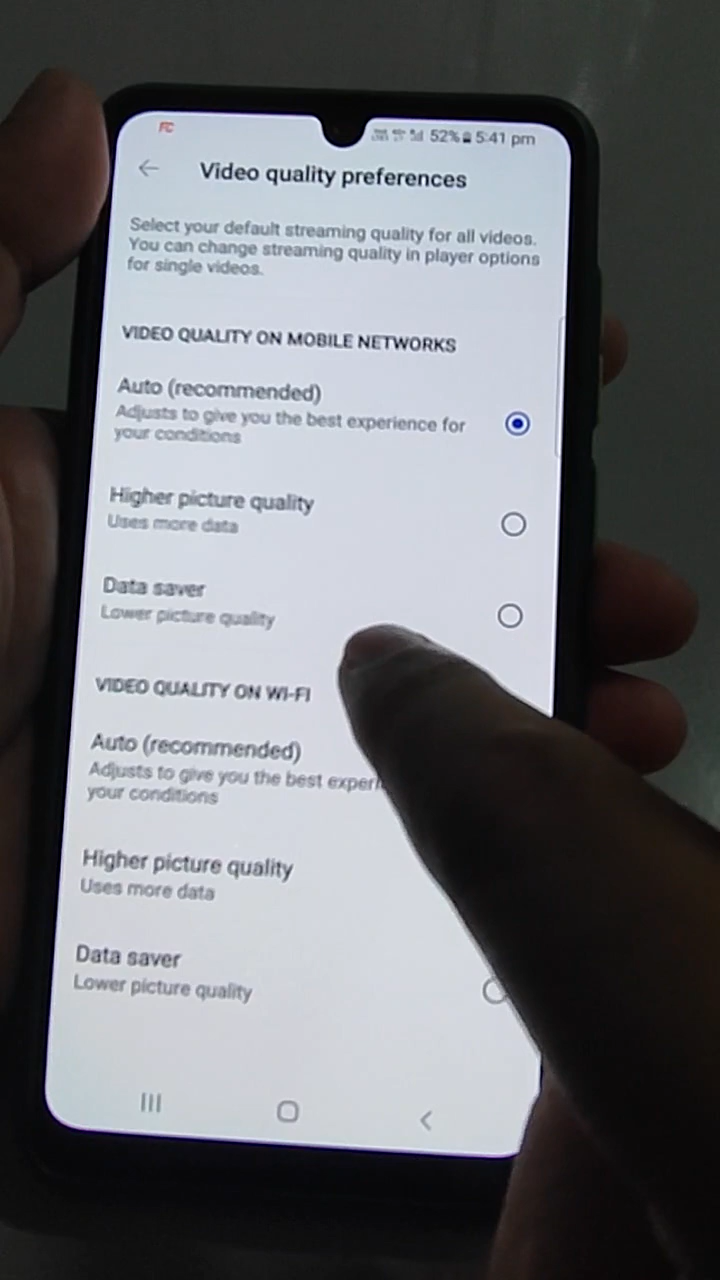 52% 5:41 pm
Video quality preferences
Select your default streaming quality for all videos.
You can change streaming quality in player options
for single videos.
VIDEO QUALITY ON MOBILE NETWORKS
Auto (recommended)
Adjusts to give you the best experience for
your conditions
Higher picture quality
Uses more data
Data saver
Lower picture quality
VIDEO QUALITY ON WI-FI
Auto (recommended)
Adjusts to give you the best
your conditions
Higher picture quality
Uses more data
Data saver
Lower picture quality